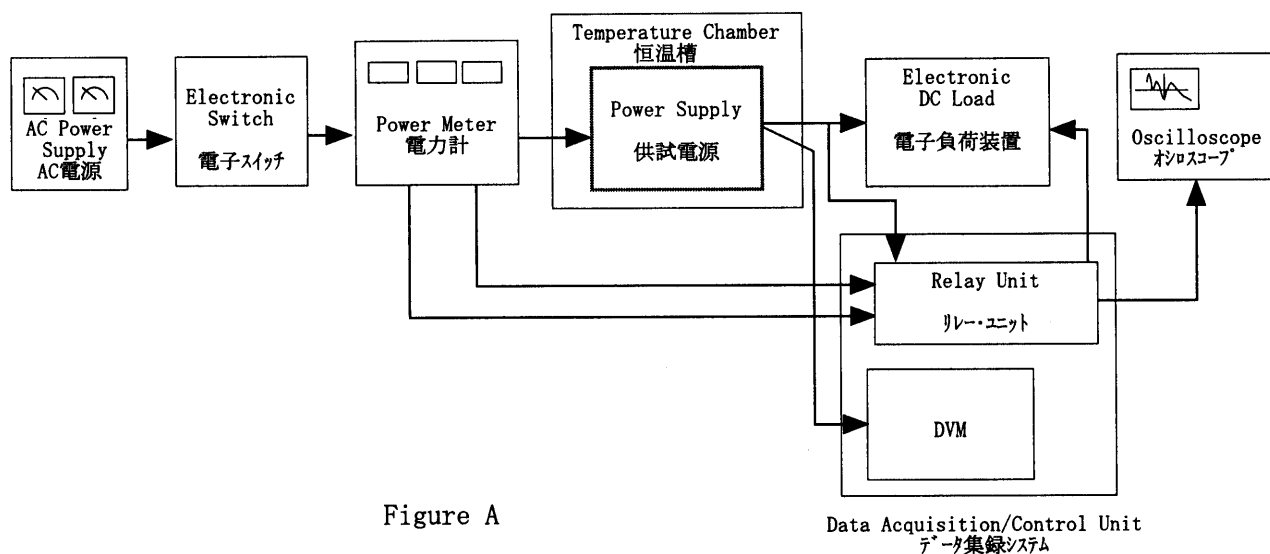 AC Power
Supply
AC電源
Electronic
Switch
電子スイッチ
Power Meter
電力計
Temperature Chamber
恒温槽
Power Supply
供試電源
Electronic
DC Load
電子負荷装置
Oscilloscope
オシロスコープ
Relay Unit
リレー・ユニット
DVM
Data Acquisition/Control Unit
データ集録システム
Figure A